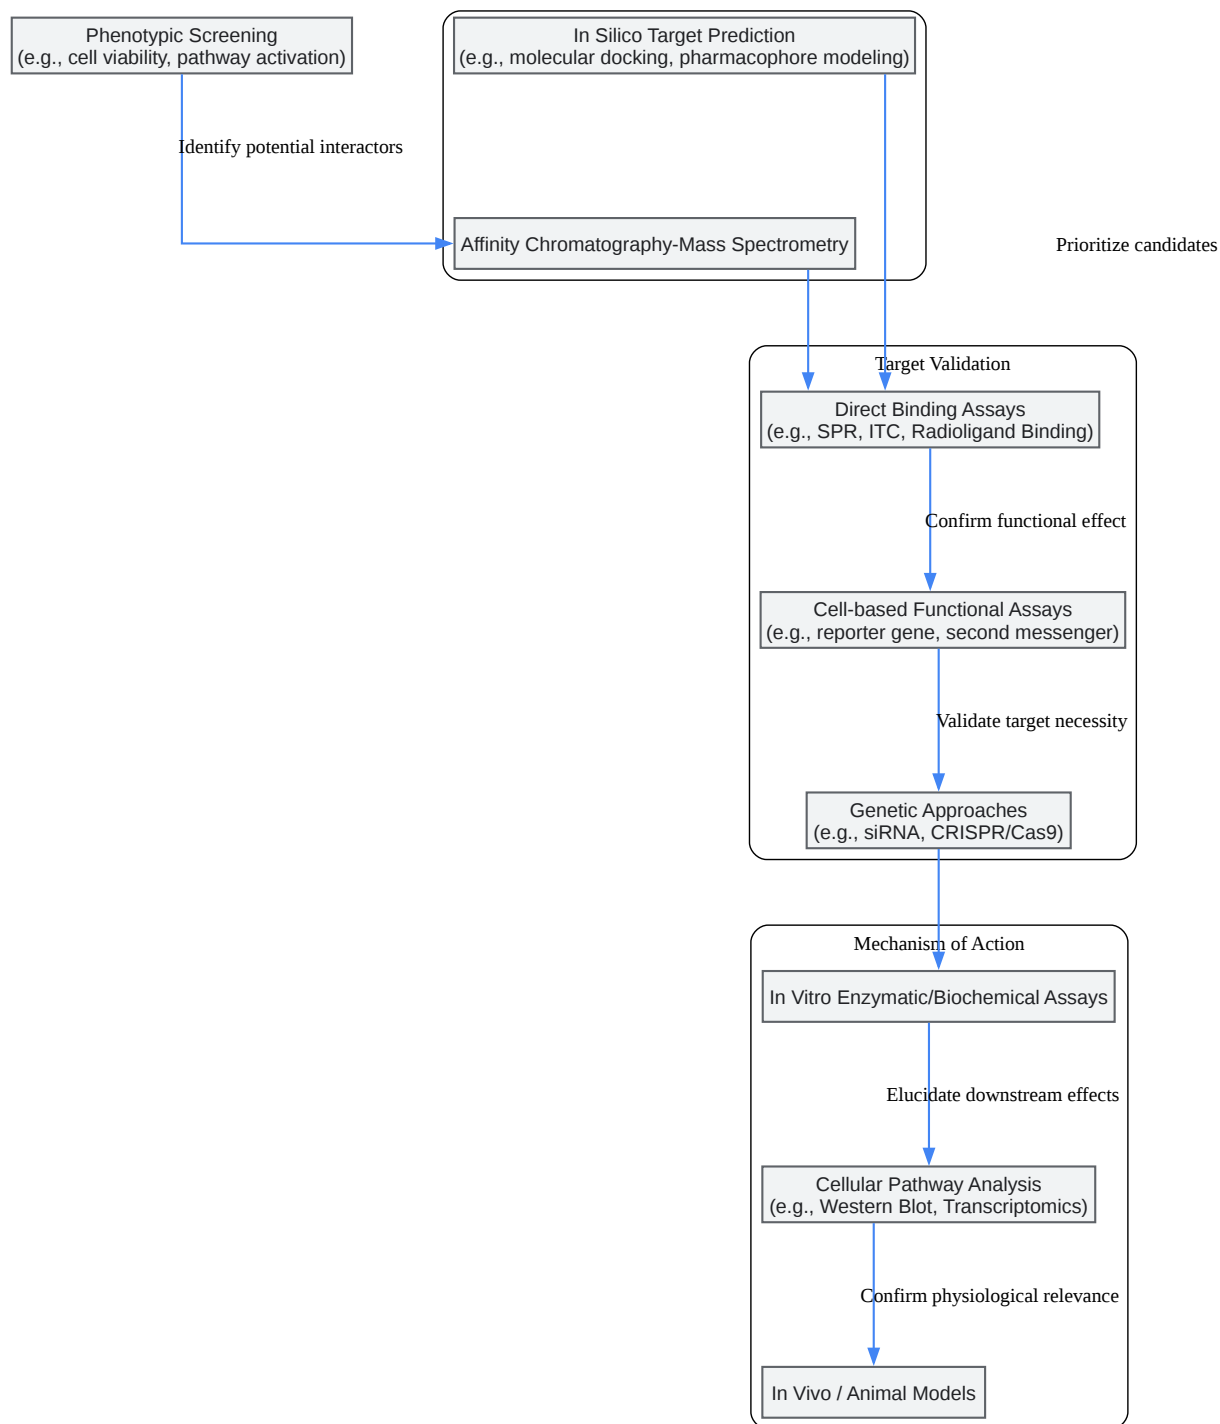 Phenotypic Screening
(e.g., cell viability, pathway activation)
In Silico Target Prediction
(e.g., molecular docking, pharmacophore modeling)
Identify potential interactors
Affinity Chromatography-Mass Spectrometry
Prioritize candidates
Target Validation
Direct Binding Assays
(e.g., SPR, ITC, Radioligand Binding)
Confirm functional effect
Cell-based Functional Assays
(e.g., reporter gene, second messenger)
Validate target necessity
Genetic Approaches
(e.g., siRNA, CRISPR/Cas9)
Mechanism of Action
In Vitro Enzymatic/Biochemical Assays
Elucidate downstream effects
Cellular Pathway Analysis
(e.g., Western Blot, Transcriptomics)
Confirm physiological relevance
In Vivo / Animal Models